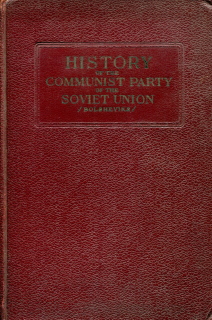 HISTORY
OF THE
COMMUNIST PARTY
OF THE
SOVIET UNION
/BOLSHEVIKS/